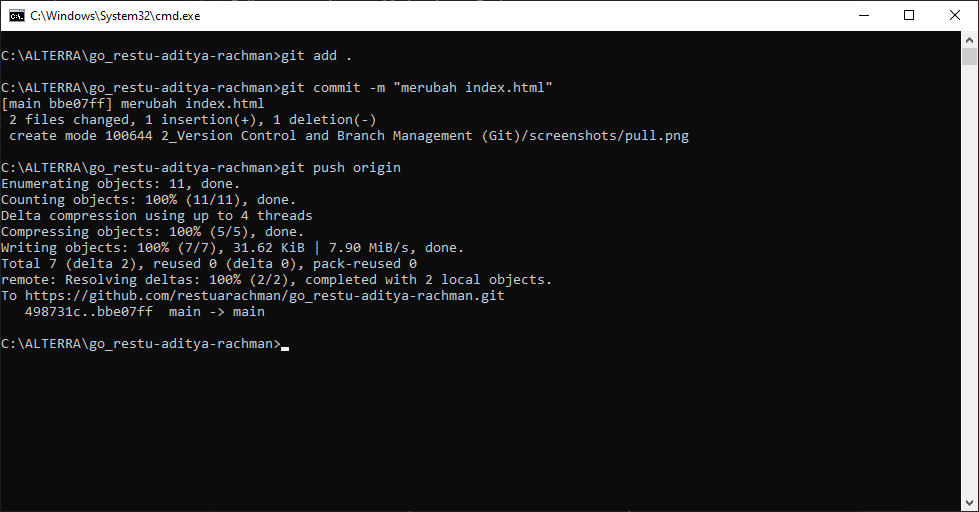 C:\Windows\System32\cmd.exe
C:\ALTERRA\go_restu-aditya-rachman>git add .
C:\ALTERRA\go_restu-aditya-rachman>git commit -m "merubah index.html"
[main bbe07ff] merubah index.html
 2 files changed, 1 insertion(+), 1 deletion(-)
 create mode 100644 2_Version Control and Branch Management (Git)/screenshots/pull.png
C:\ALTERRA\go_restu-aditya-rachman>git push origin
Enumerating objects: 11, done.
Counting objects: 100% (11/11), done.
Delta compression using up to 4 threads
Compressing objects: 100% (5/5), done.
Writing objects: 100% (7/7), 31.62 KiB | 7.90 MiB/s, done.
Total 7 (delta 2), reused 0 (delta 0), pack-reused 0
remote: Resolving deltas: 100% (2/2), completed with 2 local objects.
To https://github.com/restuarachman/go_restu-aditya-rachman.git
   498731c..bbe07ff  main -> main
C:\ALTERRA\go_restu-aditya-rachman>